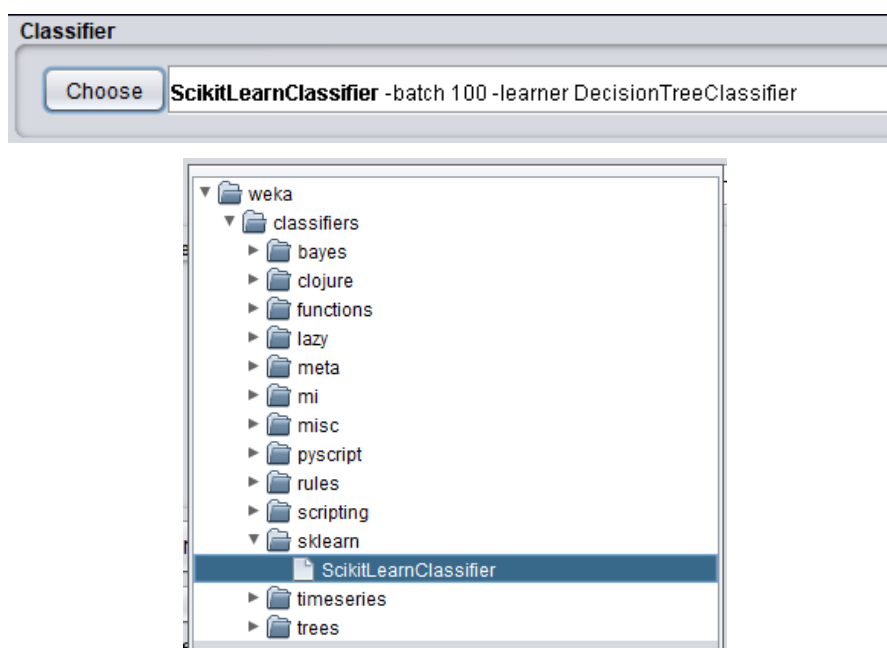 Classifier
Choose ScikitLearnClassifier -batch 100 -learner DecisionTreeClassifier
weka
classifiers
bayes
clojure
functions
lazy
meta
mi
misc
pyscript
rules
scripting
sklearn
ScikitLearnClassifier
timeseries
trees